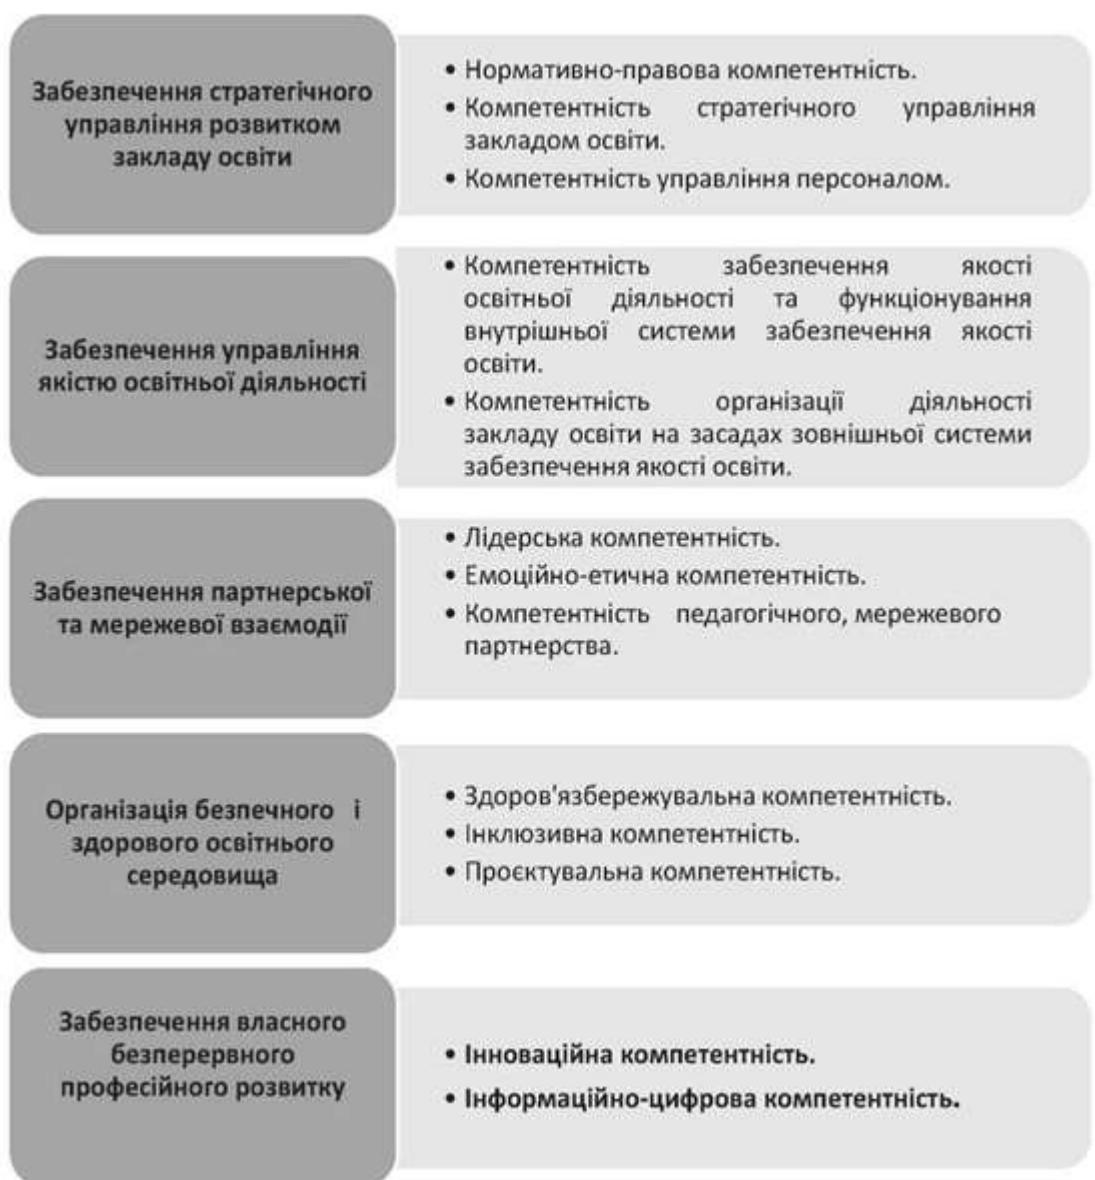 Забезпечення стратегічного
управління розвитком
закладу освіти
• Нормативно-правова компетентність.
• Компетентність стратегічного управління
закладом освіти.
• Компетентність управління персоналом.
Забезпечення управління
якістю освітньої діяльності
• Компетентність забезпечення якості
освітньої діяльності та функціонування
внутрішньої системи забезпечення якості
освіти.
• Компетентність організації діяльності
закладу освіти на засадах зовнішньої системи
забезпечення якості освіти.
Забезпечення партнерської
та мережевої взаємодії
• Лідерська компетентність.
• Емоційно-етична компетентність.
• Компетентність педагогічного, мережевого
партнерства.
Організація безпечного і
здорового освітнього
середовища
• Здоров'язбережувальна компетентність.
• Інклюзивна компетентність.
• Проєктувальна компетентність.
Забезпечення власного
безперервного
професійного розвитку
• Інноваційна компетентність.
• Інформаційно-цифрова компетентність.